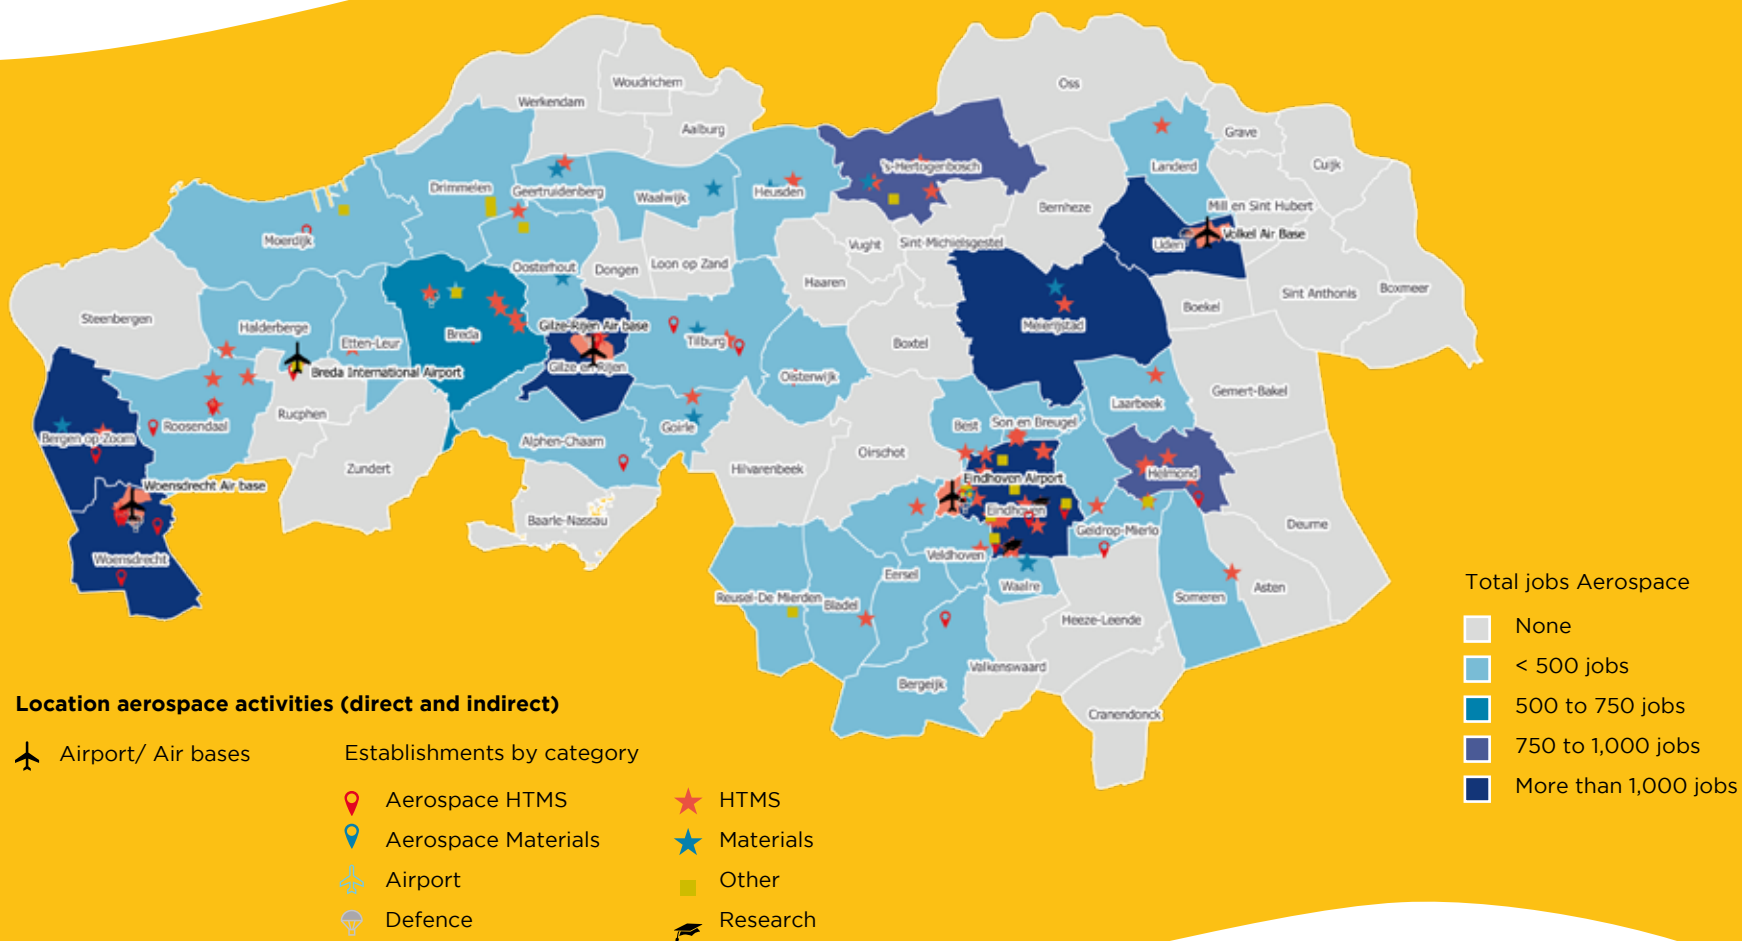 Woudrichem
Werkendam
Aalburg
Oss
Grave
Cuijk
's-Hertogenbosch
Landerd
Drimmelen
Geertruidenberg
Waalwijk
Heusden
Mill en Sint Hubert
Bernheze
Moerdijk
Vught
Sint-Michielsgestel
Uden
Volkel Air Base
Oosterhout
Dongen
Loon op Zand
Haaren
Sint Anthonis
Boxmeer
Steenbergen
Halderberge
Etten-Leur
Breda
Gilze-Rijen Air base
Tilburg
Boxtel
Meierijstad
Boekel
Breda International Airport
Gilze en Rijen
Oisterwijk
Gemert-Bakel
Laarbeek
Rucphen
Roosendaal
Bergen op Zoom
Alphen-Chaam
Goirle
Best
Son en Breugel
Zundert
Hilvarenbeek
Oirschot
Helmond
Woensdrecht Air base
Eindhoven Airport
Baarle-Nassau
Eindhoven
Geldrop-Mierlo
Deurne
Woensdrecht
Veldhoven
Eersel
Waalre
Asten
Reusel-De Mierden
Bladel
Someren
Heeze-Leende
Valkenswaard
Bergeijk
Cranendonck
Total jobs Aerospace
None
< 500 jobs
500 to 750 jobs
750 to 1,000 jobs
More than 1,000 jobs
Location aerospace activities (direct and indirect)
Airport/ Air bases
Establishments by category
Aerospace HTMS
Aerospace Materials
Airport
Defence
HTMS
Materials
Other
Research